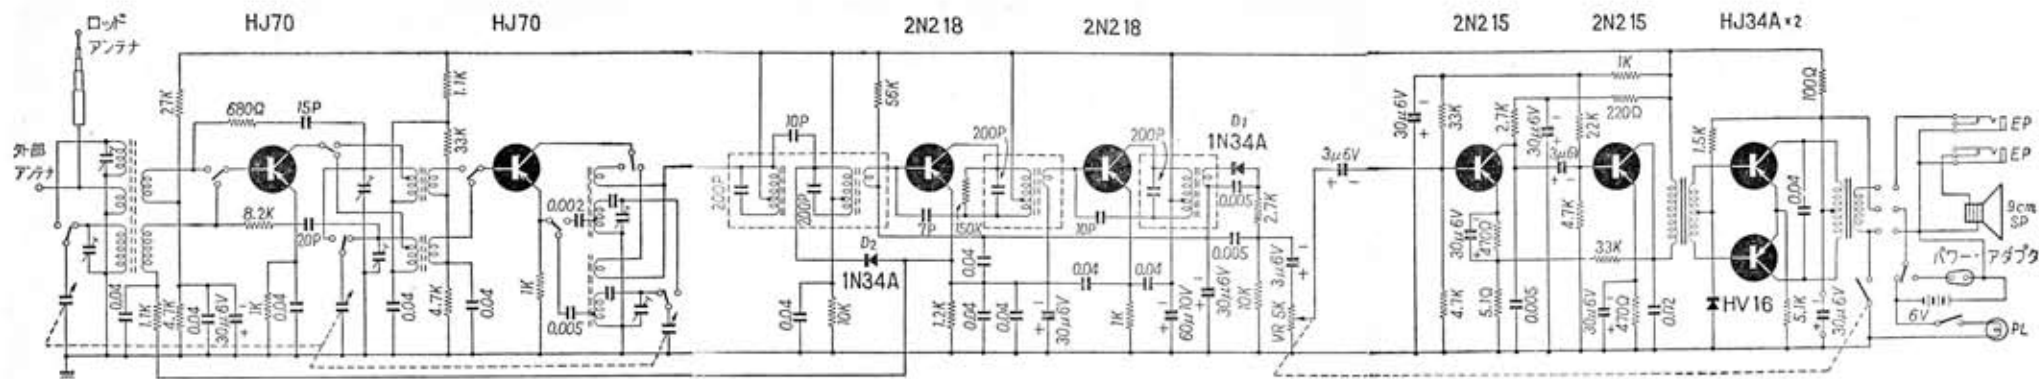 HJ70
HJ70
2N218
2N218
2N215
2N215
HJ34A×2
ロッド
アンテナ
外部
アンテナ
27K
680Ω
15P
8.2K
20P
0.04
1.1K
4.7K
0.04
30μ6V
1K
0.04
1.1K
33K
0.04
4.7K
0.04
1K
0.002
0.005
200P
10P
200P
D2
1N34A
0.04
10K
56K
7P
150K
200P
0.04
1.2K
0.04
0.04
30μ6V
10P
200P
0.04
0.04
1K
60μ10V
D1
1N34A
0.005
2.7K
0.005
30μ6V
10K
3μ6V
VR 5K
3μ6V
30μ6V
33K
2.7K
30μ6V
30μ6V
470Ω
4.7K
5.1Ω
0.005
1K
220Ω
22K
3μ6V
4.7K
33K
30μ6V
470Ω
0.02
1.5K
100Ω
0.04
HV16
5.1K
30μ6V
EP
EP
9cm
SP
パワー・アダプタ
6V
PL